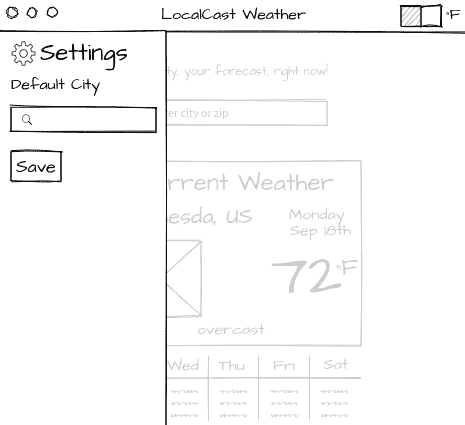 LocalCast Weather °F
Settings
Default City
Save
ty, your forecast, right now!
er city or zip
rrent Weather
esda, US
Monday
Sep 18th
72°F
overcast
Wed Thu Fri Sat